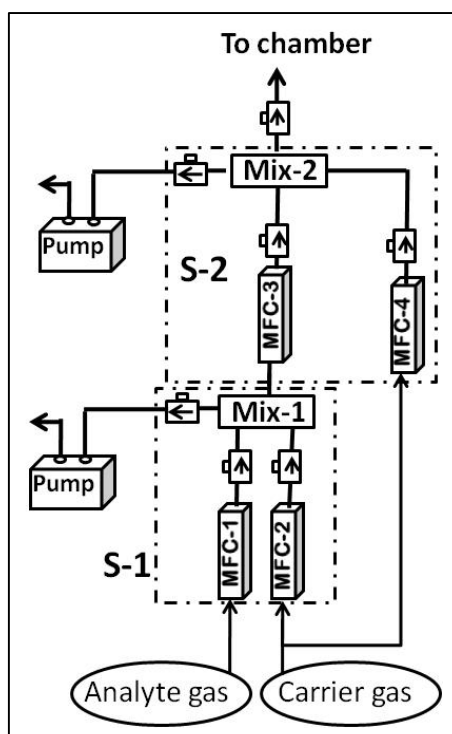 To chamber
Mix-2
Pump
S-2
MFC-3
MFC-4
Mix-1
Pump
S-1
MFC-1
MFC-2
Analyte gas
Carrier gas